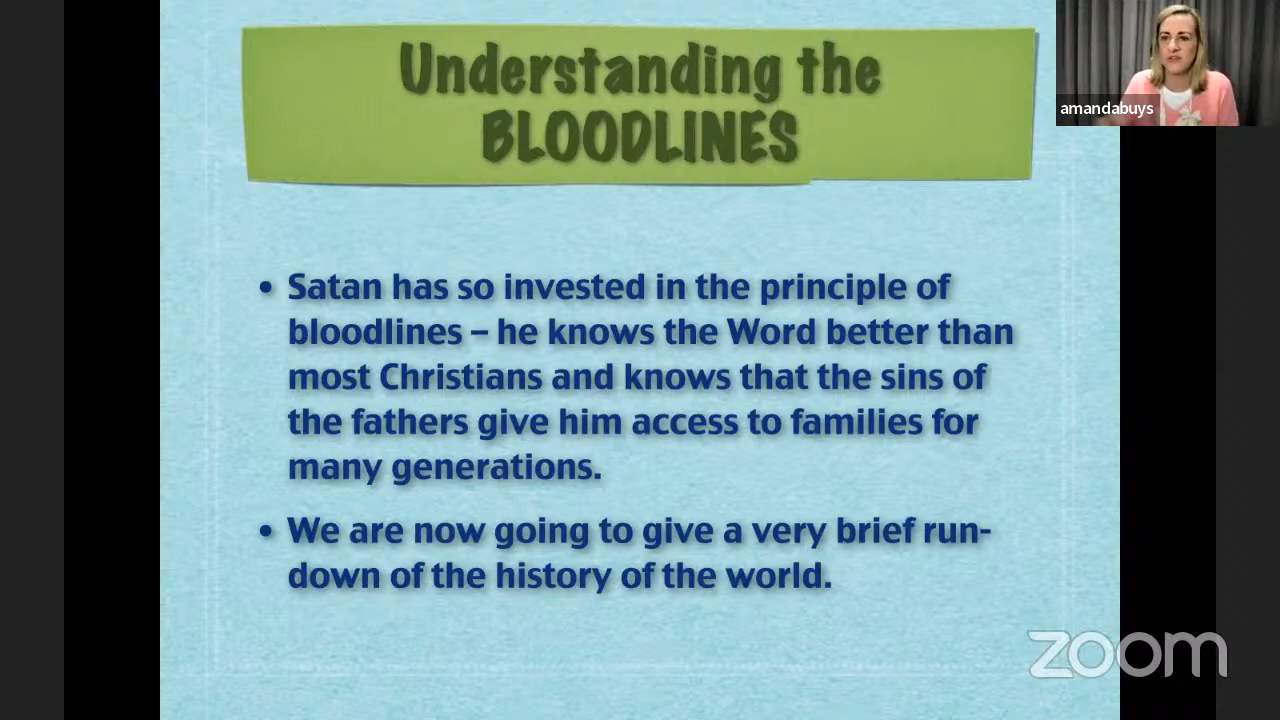 Understanding the
BLOODLINES
amandabuys
• Satan has so invested in the principle of
bloodlines – he knows the Word better than
most Christians and knows that the sins of
the fathers give him access to families for
many generations.
• We are now going to give a very brief run-
down of the history of the world.
zoom